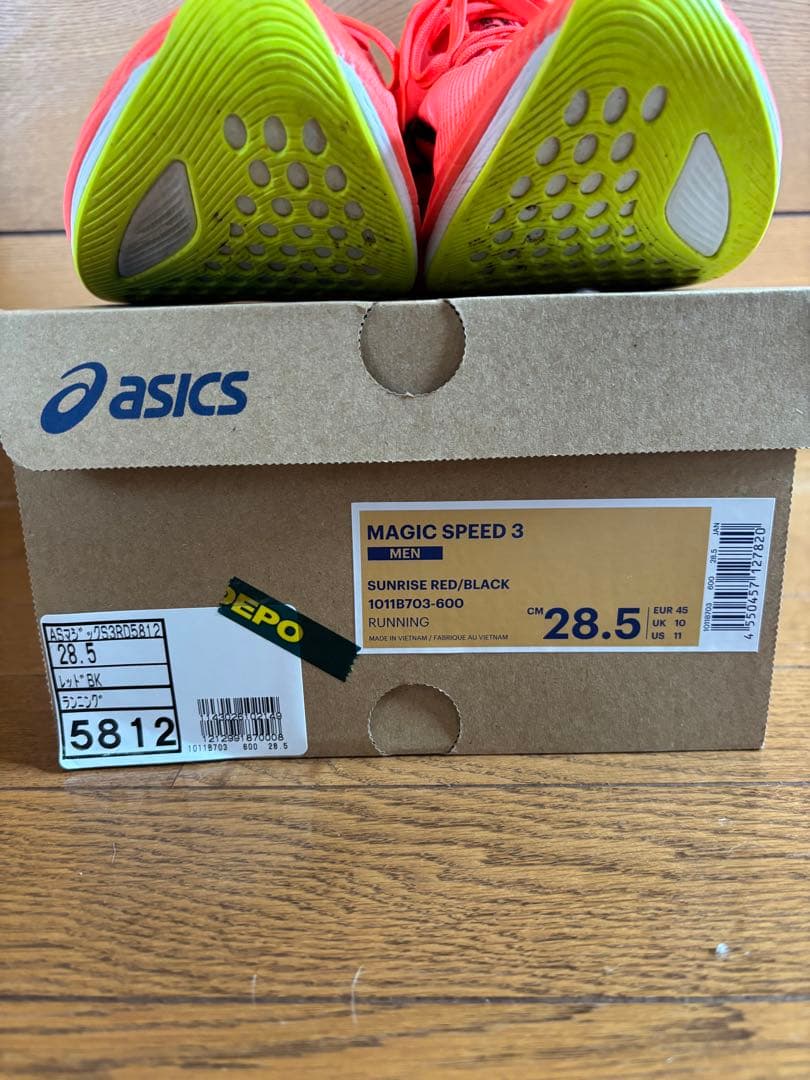 asics
MAGIC SPEED 3
MEN
SUNRISE RED/BLACK
1011B703-600
RUNNING
MADE IN VIETNAM / FABRIQUE AU VIETNAM
CM 28.5
EUR 45
UK 10
US 11
1011B703 600 28.5 JAN
4 550457 127820
DEPO
ASマジックS3RD5812
28.5
レッドBK
ランニング
5812
1212991870008
1011B703 600 28.5